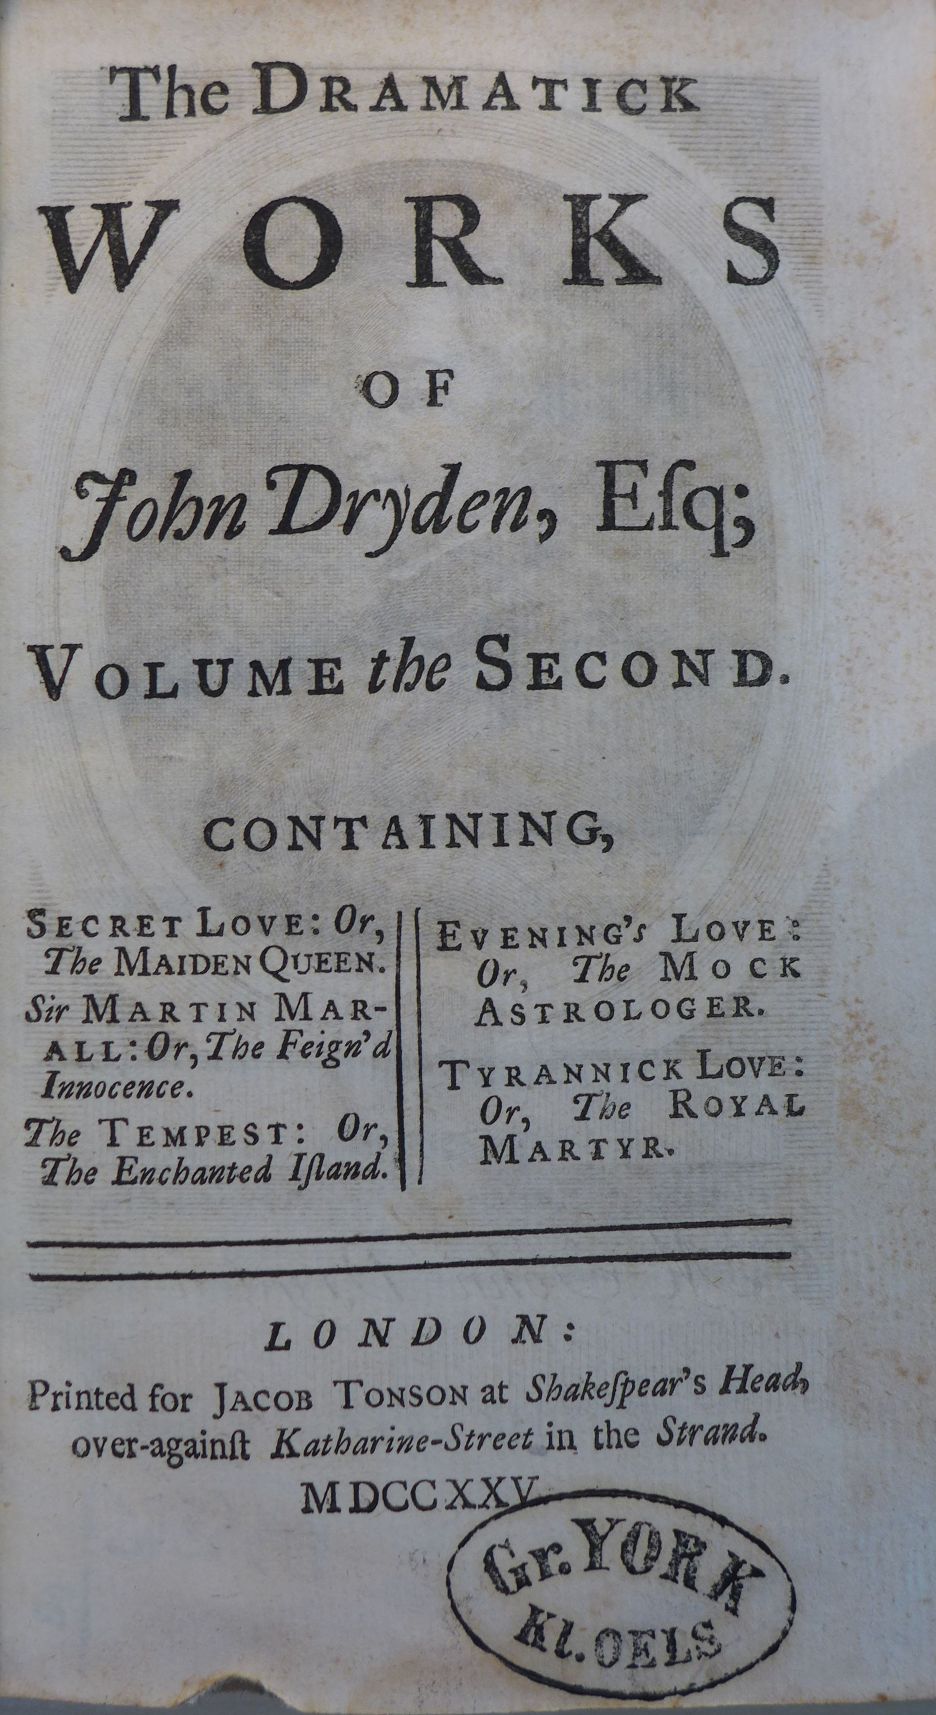 The DRAMATICK
WORKS
OF
John Dryden, Eſq;
VOLUME the SECOND.
CONTAINING,
SECRET LOVE: Or,
The MAIDEN QUEEN.
Sir MARTIN MAR-
ALL: Or, The Feign'd
Innocence.
The TEMPEST: Or,
The Enchanted Iſland.
EVENING's LOVE:
Or, The MOCK
ASTROLOGER.
TYRANNICK LOVE:
Or, The ROYAL
MARTYR.
LONDON:
Printed for JACOB TONSON at Shakeſpear's Head,
over-againſt Katharine-Street in the Strand.
MDCCXXV
Gr. YORK
Kl. OELS